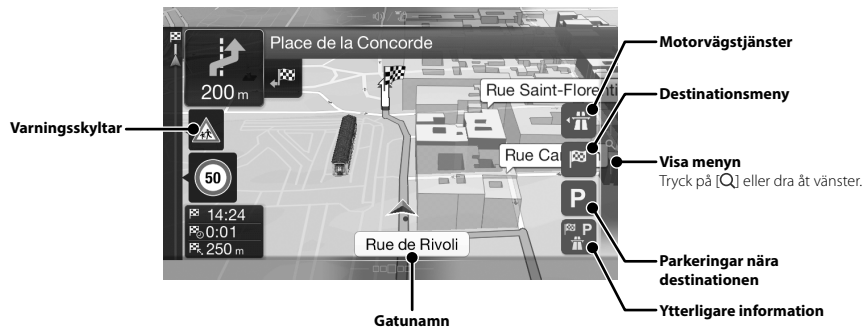 Place de la Concorde
200 m
Rue Saint-Florenti
Rue Ca
50
14:24
0:01
250 m
Rue de Rivoli
P
P
Varningsskyltar
Gatunamn
Motorvägstjänster
Destinationsmeny
Visa menyn
Tryck på [Q] eller dra åt vänster.
Parkeringar nära
destinationen
Ytterligare information